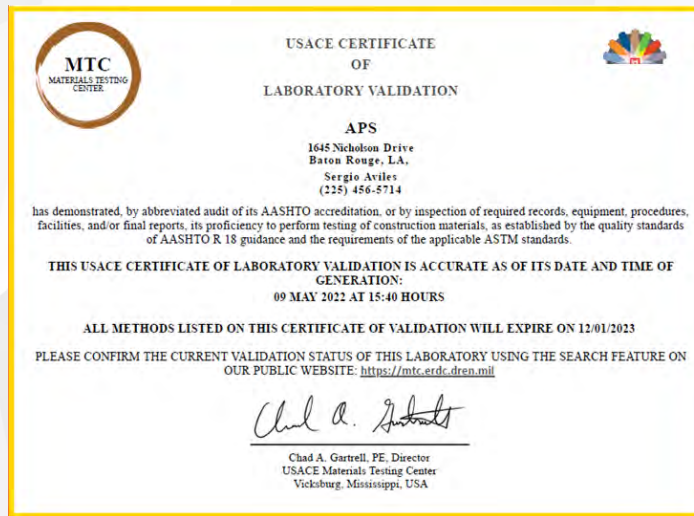 MTC
MATERIALS TESTING
CENTER
USACE CERTIFICATE
OF
LABORATORY VALIDATION
APS
1645 Nicholson Drive
Baton Rouge, LA,
Sergio Aviles
(225) 456-5714
has demonstrated, by abbreviated audit of its AASHTO accreditation, or by inspection of required records, equipment, procedures,
facilities, and/or final reports, its proficiency to perform testing of construction materials, as established by the quality standards
of AASHTO R 18 guidance and the requirements of the applicable ASTM standards.
THIS USACE CERTIFICATE OF LABORATORY VALIDATION IS ACCURATE AS OF ITS DATE AND TIME OF
GENERATION:
09 MAY 2022 AT 15:40 HOURS
ALL METHODS LISTED ON THIS CERTIFICATE OF VALIDATION WILL EXPIRE ON 12/01/2023
PLEASE CONFIRM THE CURRENT VALIDATION STATUS OF THIS LABORATORY USING THE SEARCH FEATURE ON
OUR PUBLIC WEBSITE: https://mtc.erdc.dren.mil
Chad A. Gartrell, PE, Director
USACE Materials Testing Center
Vicksburg, Mississippi, USA